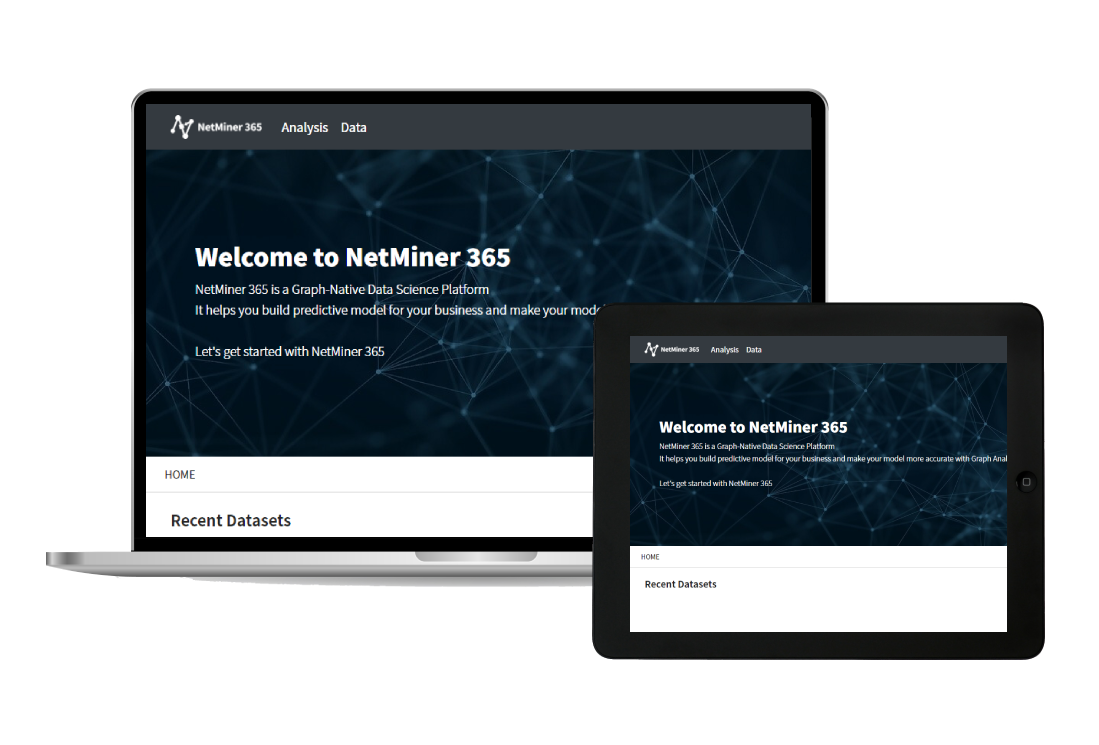 NetMiner 365 Analysis Data
Welcome to NetMiner 365
NetMiner 365 is a Graph-Native Data Science Platform
It helps you build predictive model for your business and make your
Let's get started with NetMiner 365
HOME
Recent Datasets
NetMiner 365 Analysis Data
Welcome to NetMiner 365
NetMiner 365 is a Graph-Native Data Science Platform
It helps you build predictive model for your business and make your model more accurate with Graph
Let's get started with NetMiner 365
HOME
Recent Datasets